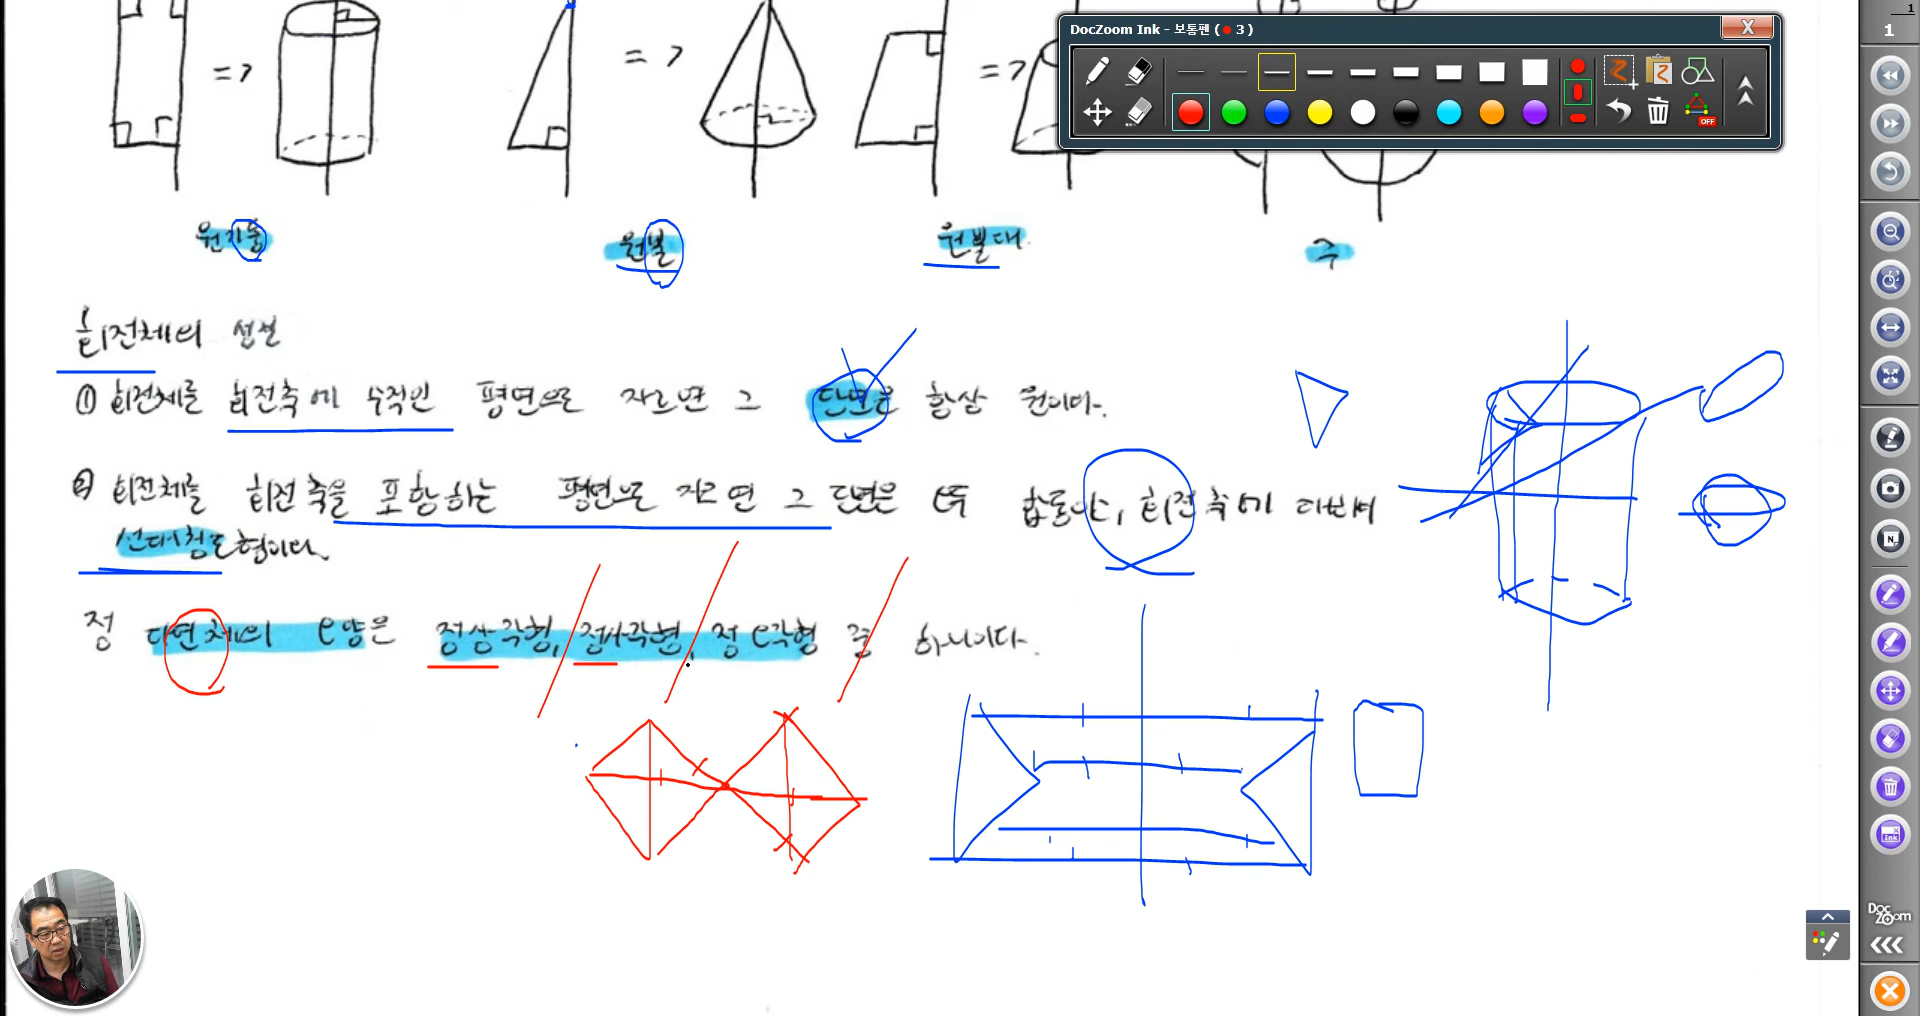 1
1
DocZoom Ink - 보통펜 ( 3 )
OFF
=>
=>
=>
원기둥
원뿔
원뿔대
구
회전체의 성질
① 회전체를 회전축에 수직인 평면으로 자르면 그 단면은 항상 원이다.
② 회전체를 회전축을 포함하는 평면으로 자르면 그 단면은 모두 합동이고, 회전축에 대하여
선대칭도형이다.
정 다면체의 모양은 정삼각형, 정사각형, 정오각형 중 하나이다.
N
Ink
Doc
Zoom